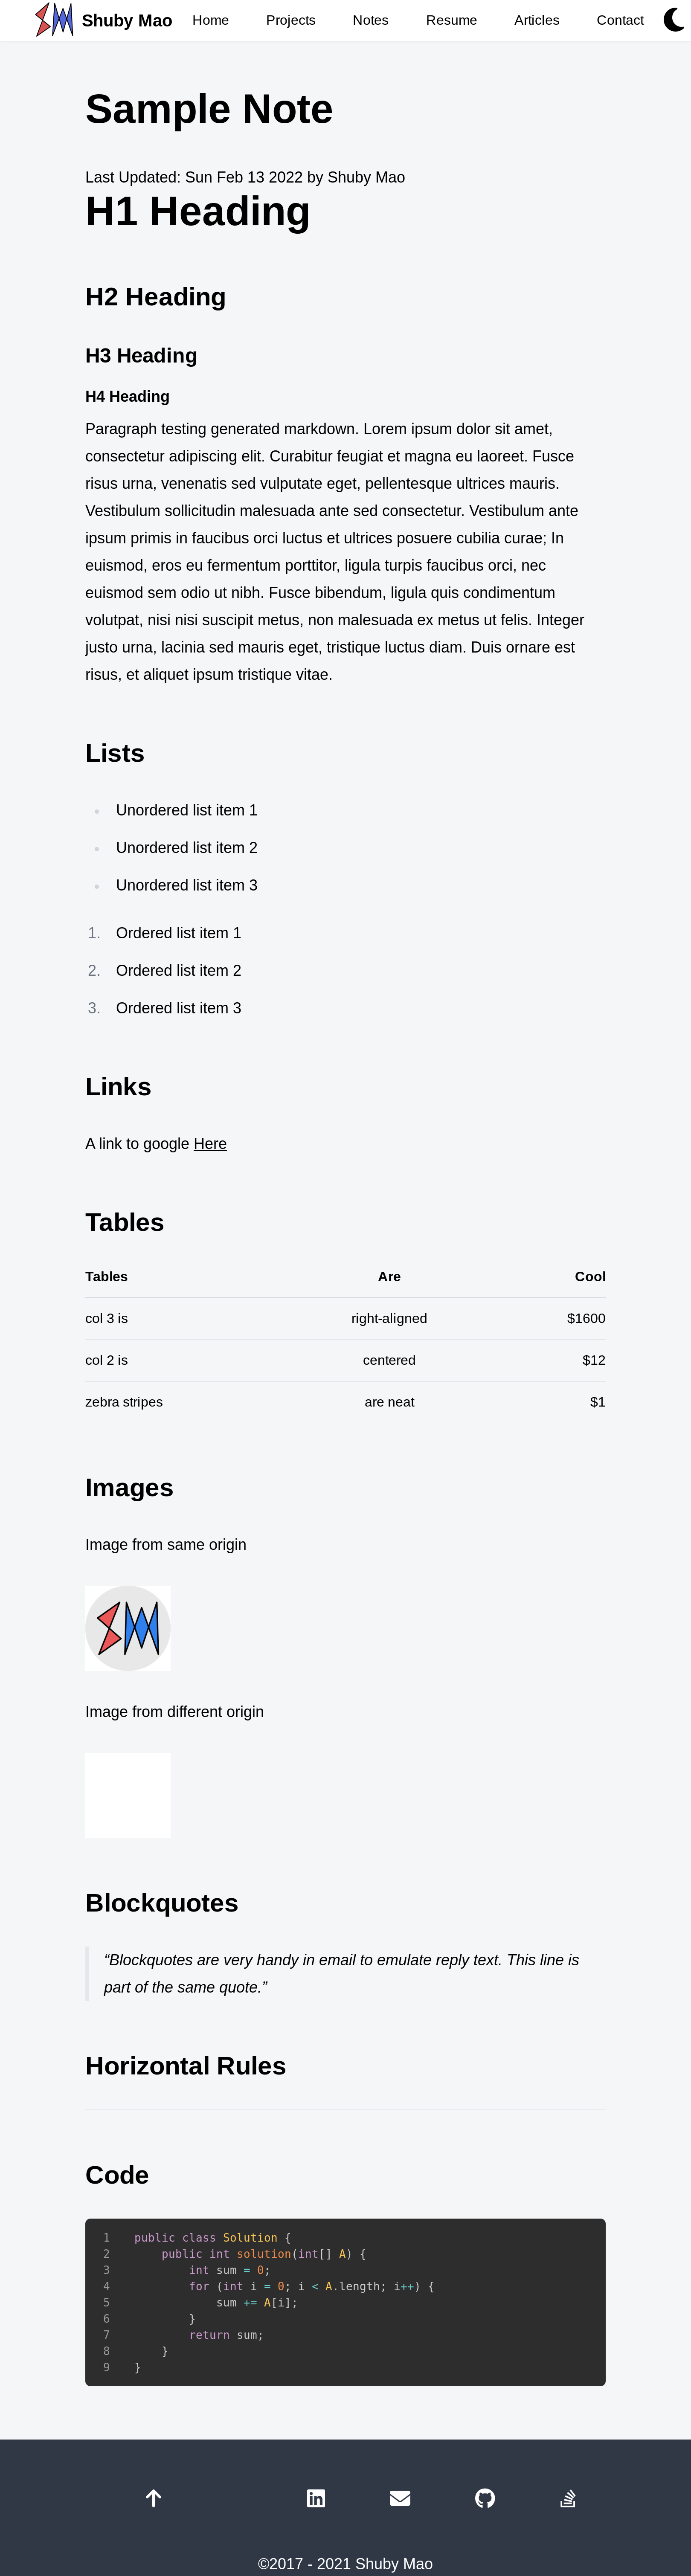 Shuby Mao Home Projects Notes Resume Articles Contact
Sample Note
Last Updated: Sun Feb 13 2022 by Shuby Mao
H1 Heading
H2 Heading
H3 Heading
H4 Heading
Paragraph testing generated markdown. Lorem ipsum dolor sit amet,
consectetur adipiscing elit. Curabitur feugiat et magna eu laoreet. Fusce
risus urna, venenatis sed vulputate eget, pellentesque ultrices mauris.
Vestibulum sollicitudin malesuada ante sed consectetur. Vestibulum ante
ipsum primis in faucibus orci luctus et ultrices posuere cubilia curae; In
euismod, eros eu fermentum porttitor, ligula turpis faucibus orci, nec
euismod sem odio ut nibh. Fusce bibendum, ligula quis condimentum
volutpat, nisi nisi suscipit metus, non malesuada ex metus ut felis. Integer
justo urna, lacinia sed mauris eget, tristique luctus diam. Duis ornare est
risus, et aliquet ipsum tristique vitae.
Lists
• Unordered list item 1
• Unordered list item 2
• Unordered list item 3
1. Ordered list item 1
2. Ordered list item 2
3. Ordered list item 3
Links
A link to google Here
Tables
Tables Are Cool
col 3 is right-aligned $1600
col 2 is centered $12
zebra stripes are neat $1
Images
Image from same origin
SM
Image from different origin
Blockquotes
“Blockquotes are very handy in email to emulate reply text. This line is
part of the same quote.”
Horizontal Rules
Code
1 public class Solution {
2     public int solution(int[] A) {
3         int sum = 0;
4         for (int i = 0; i < A.length; i++) {
5             sum += A[i];
6         }
7         return sum;
8     }
9 }
©2017 - 2021 Shuby Mao